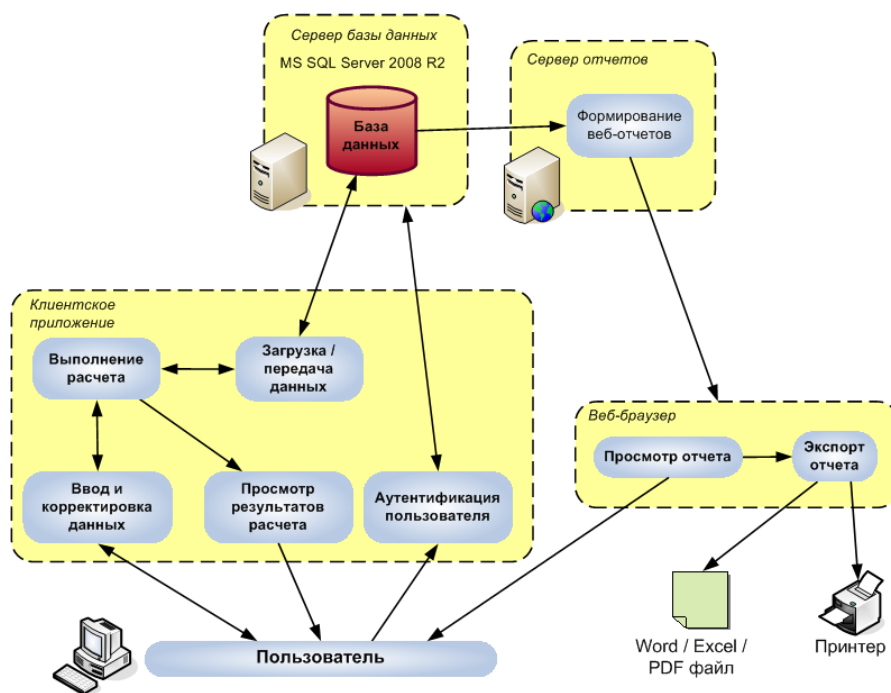 Сервер базы данных
MS SQL Server 2008 R2
База
данных
Сервер отчетов
Формирование
веб-отчетов
Клиентское
приложение
Выполнение
расчета
Загрузка /
передача
данных
Ввод и
корректировка
данных
Просмотр
результатов
расчета
Аутентификация
пользователя
Веб-браузер
Просмотр отчета
Экспорт
отчета
Word / Excel /
PDF файл
Принтер
Пользователь